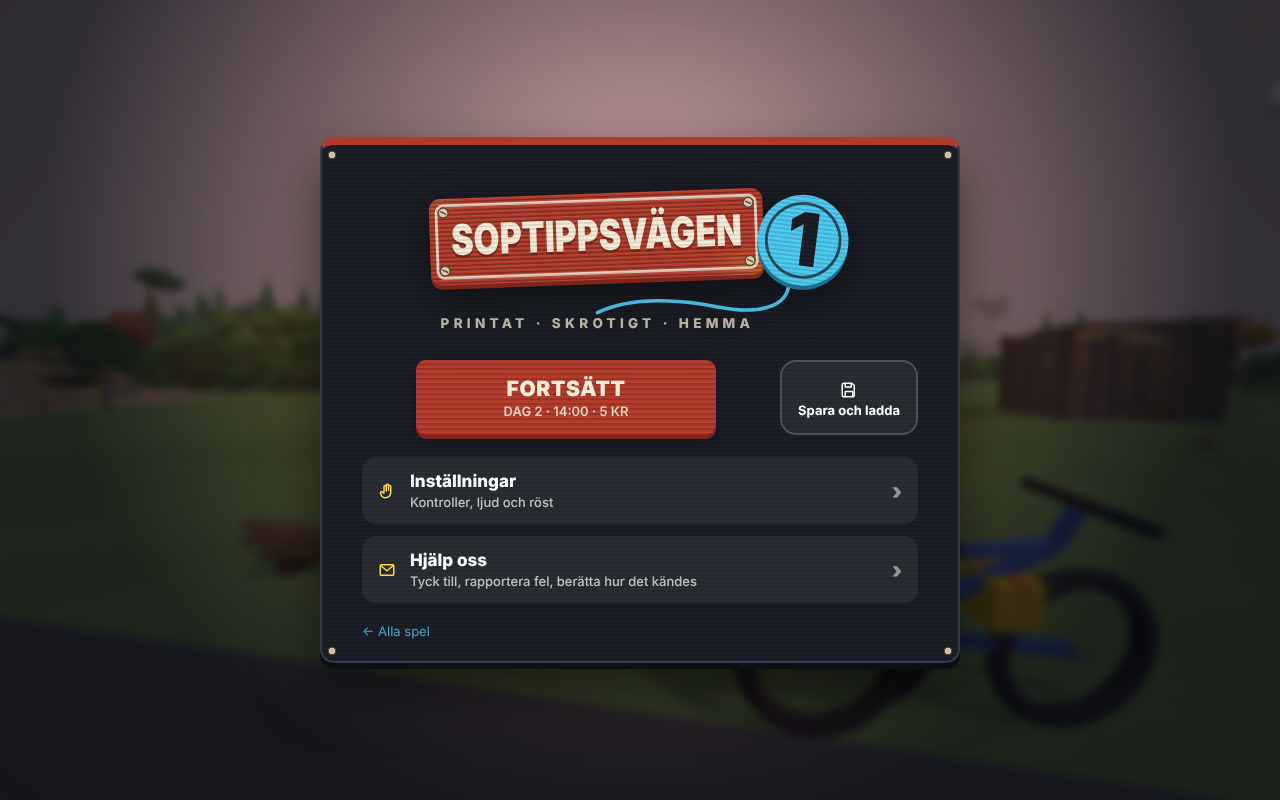 SOPTIPPSVÄGEN 1
PRINTAT · SKROTIGT · HEMMA
FORTSÄTT
DAG 2 · 14:00 · 5 KR
Spara och ladda
Inställningar
Kontroller, ljud och röst
Hjälp oss
Tyck till, rapportera fel, berätta hur det kändes
← Alla spel